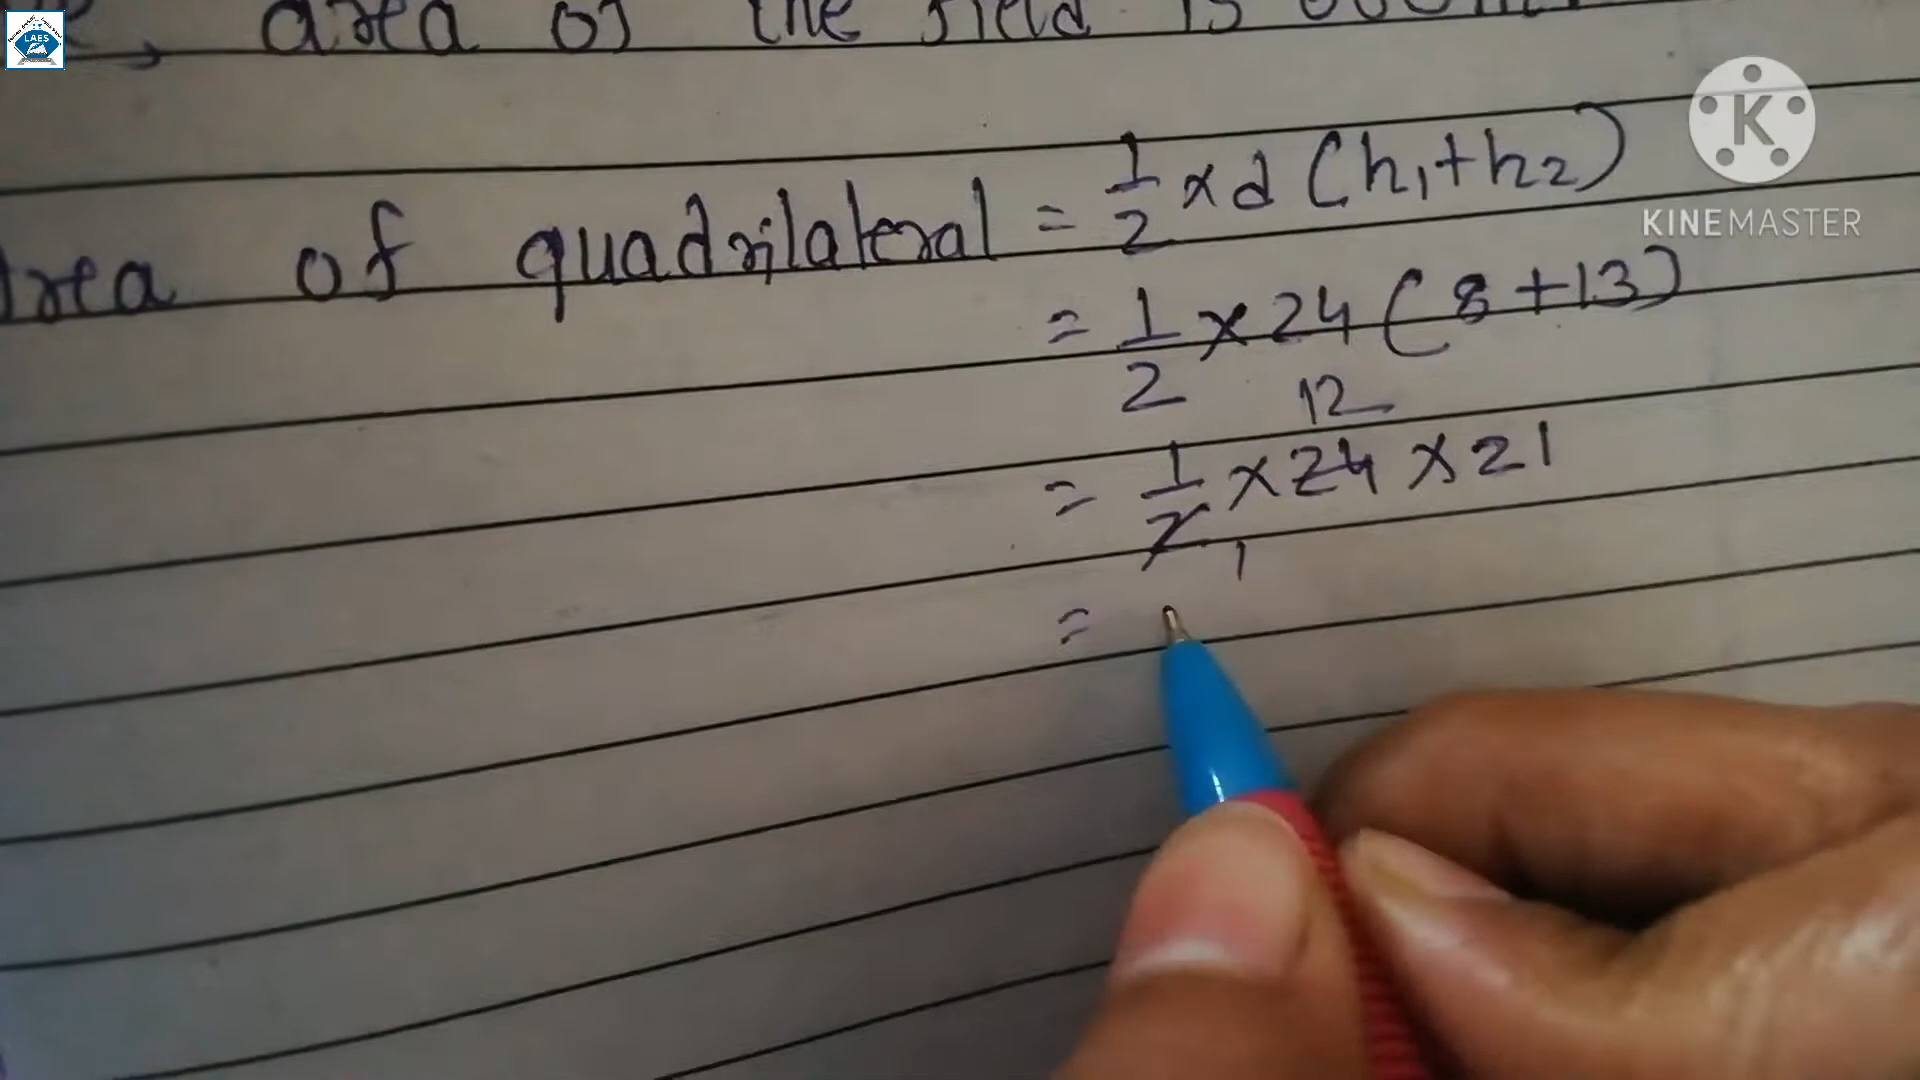 LAES
area of the field is
K
KINEMASTER
Area of quadrilateral = 1/2 × d (h₁+h₂)
= 1/2 × 24 (8+13)
12
= 1/2 × 24 × 21
1
=